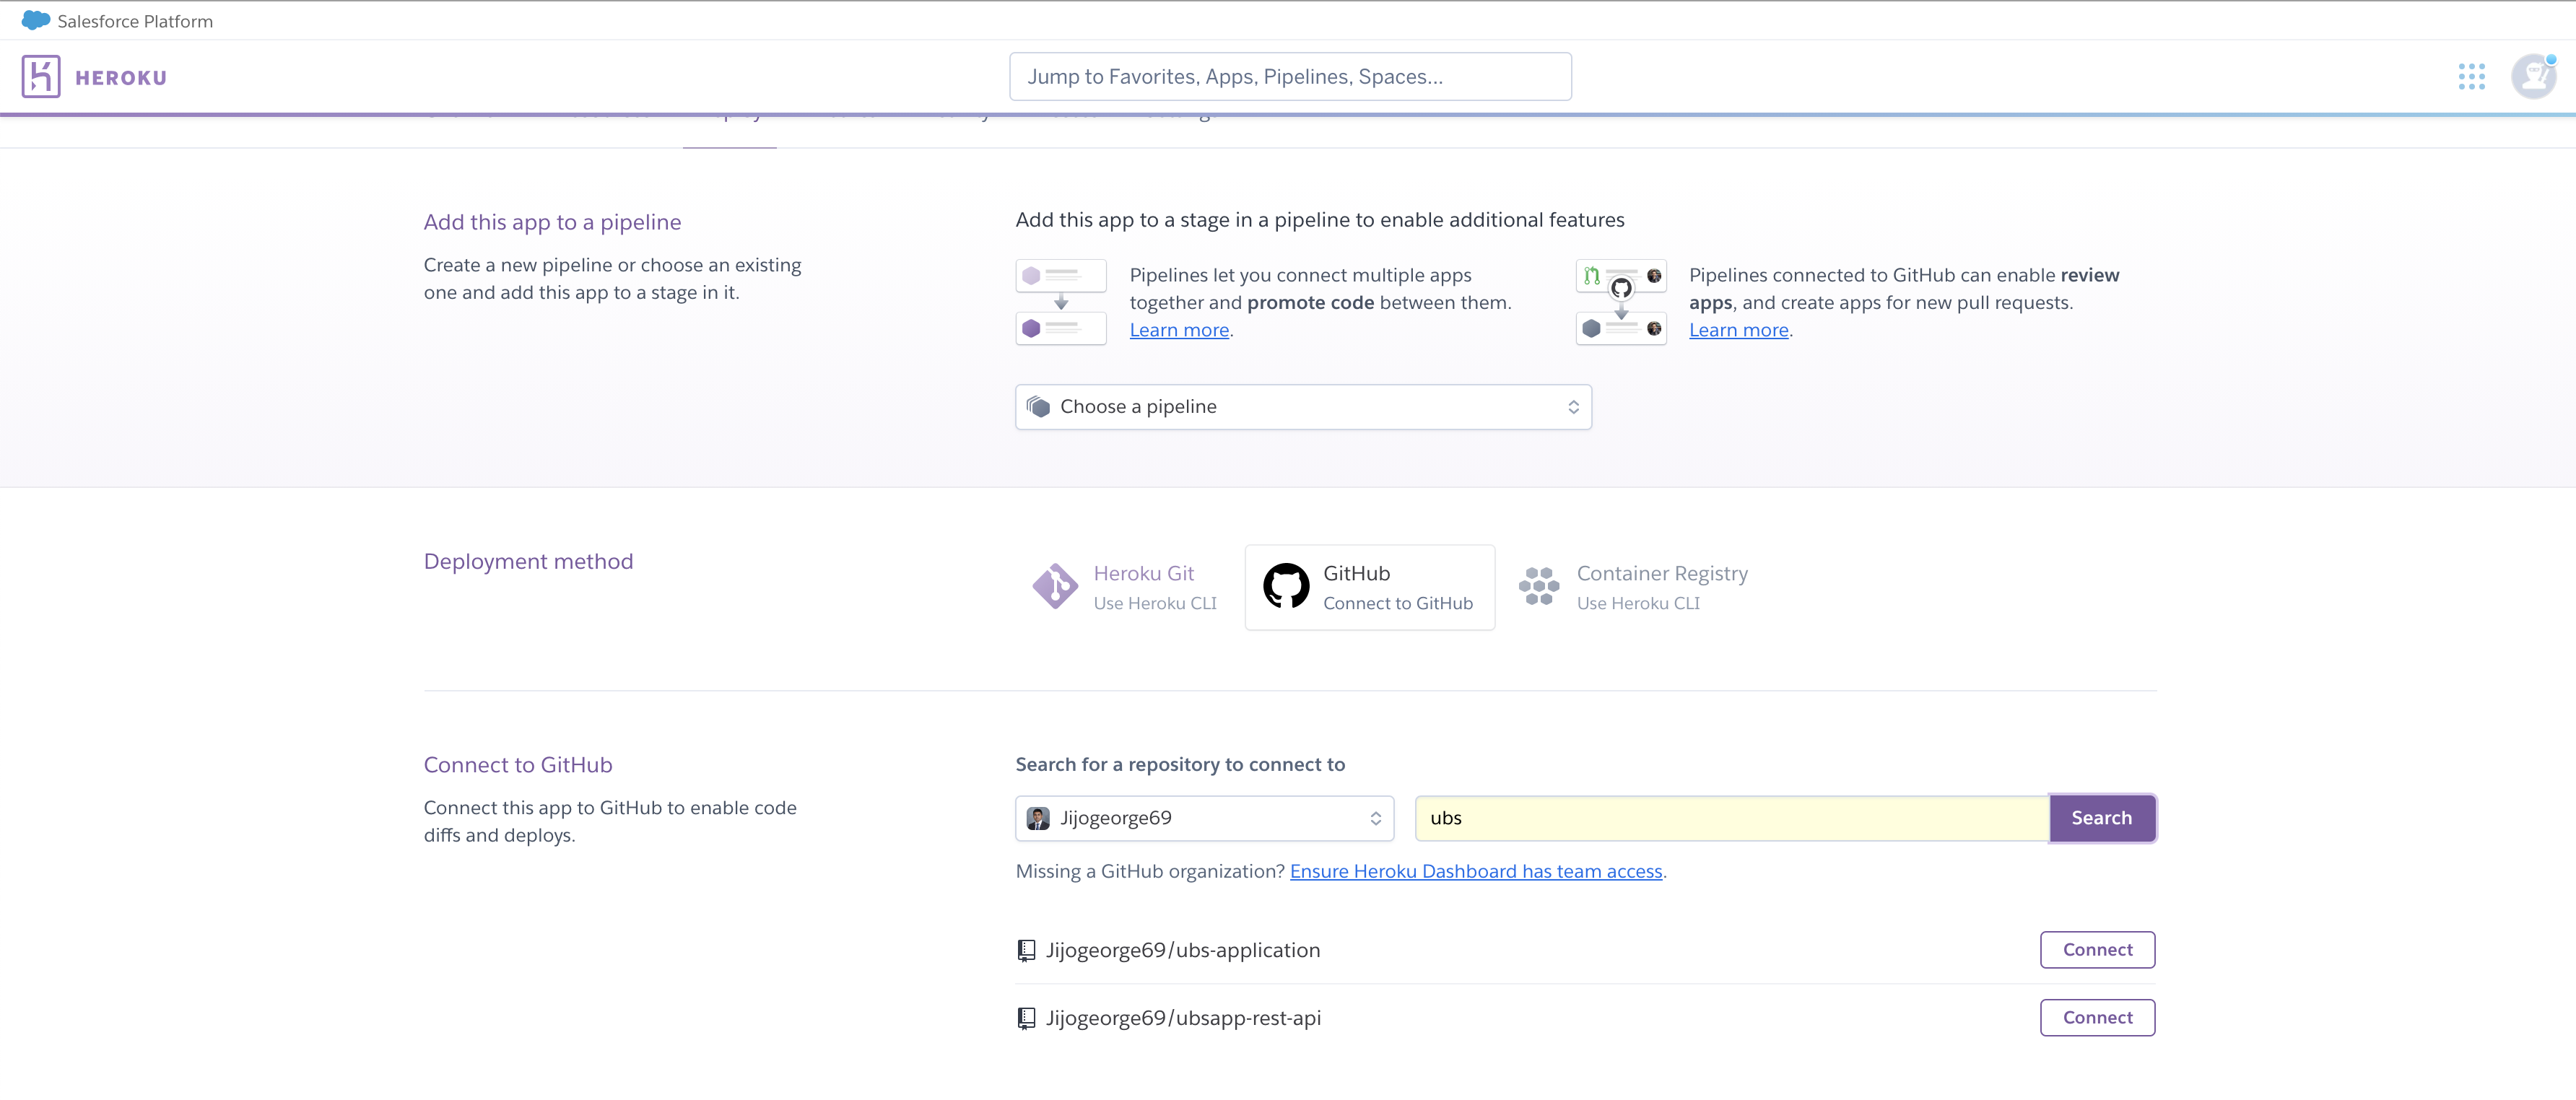 Salesforce Platform
HEROKU
Jump to Favorites, Apps, Pipelines, Spaces...
Add this app to a pipeline
Create a new pipeline or choose an existing
one and add this app to a stage in it.
Add this app to a stage in a pipeline to enable additional features
Pipelines let you connect multiple apps
together and promote code between them.
Learn more.
Pipelines connected to GitHub can enable review
apps, and create apps for new pull requests.
Learn more.
Choose a pipeline
Deployment method
Heroku Git
Use Heroku CLI
GitHub
Connect to GitHub
Container Registry
Use Heroku CLI
Connect to GitHub
Connect this app to GitHub to enable code
diffs and deploys.
Search for a repository to connect to
Jijogeorge69
ubs
Search
Missing a GitHub organization? Ensure Heroku Dashboard has team access.
Jijogeorge69/ubs-application
Connect
Jijogeorge69/ubsapp-rest-api
Connect